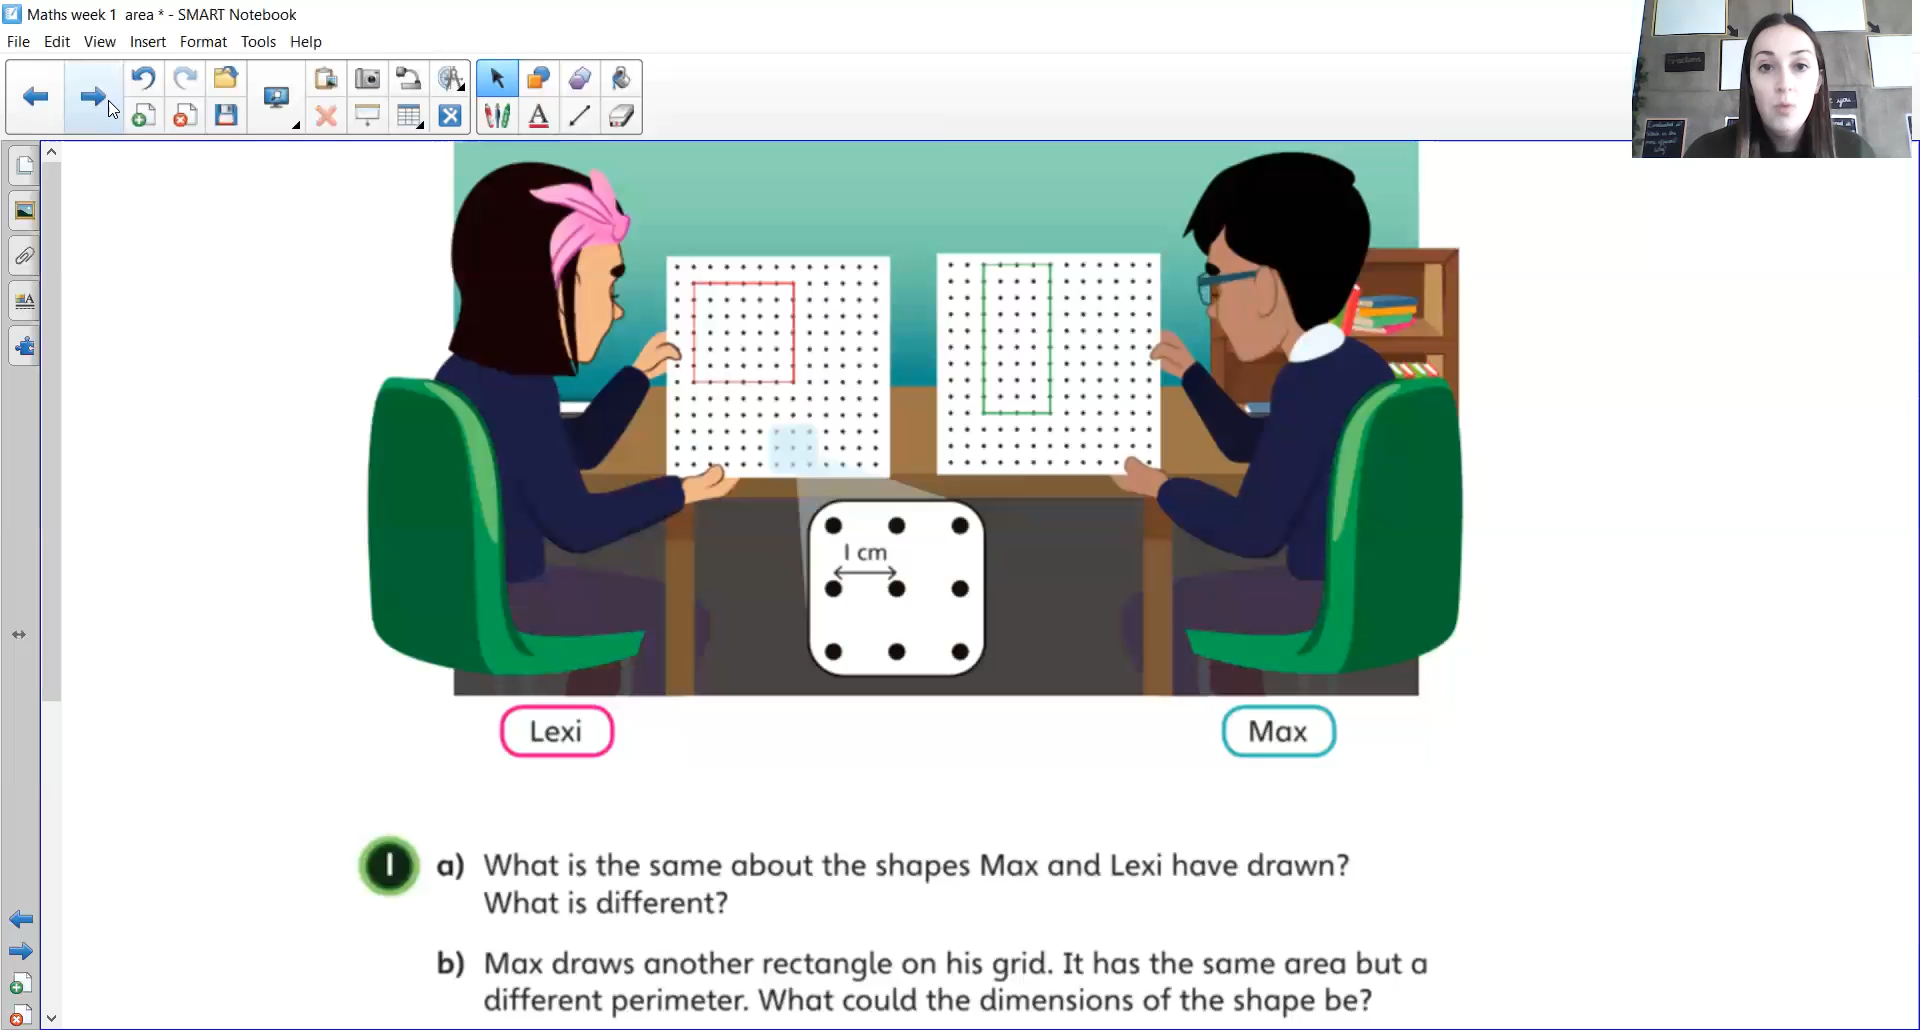 Maths week 1 area * - SMART Notebook
File Edit View Insert Format Tools Help
Fractions
1 cm
Lexi
Max
1 a) What is the same about the shapes Max and Lexi have drawn?
What is different?
b) Max draws another rectangle on his grid. It has the same area but a
different perimeter. What could the dimensions of the shape be?